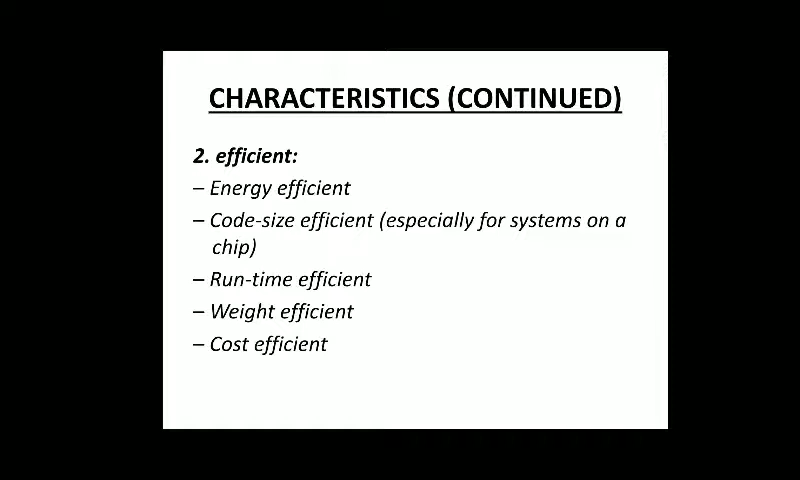 CHARACTERISTICS (CONTINUED)
2. efficient:
– Energy efficient
– Code-size efficient (especially for systems on a
chip)
– Run-time efficient
– Weight efficient
– Cost efficient